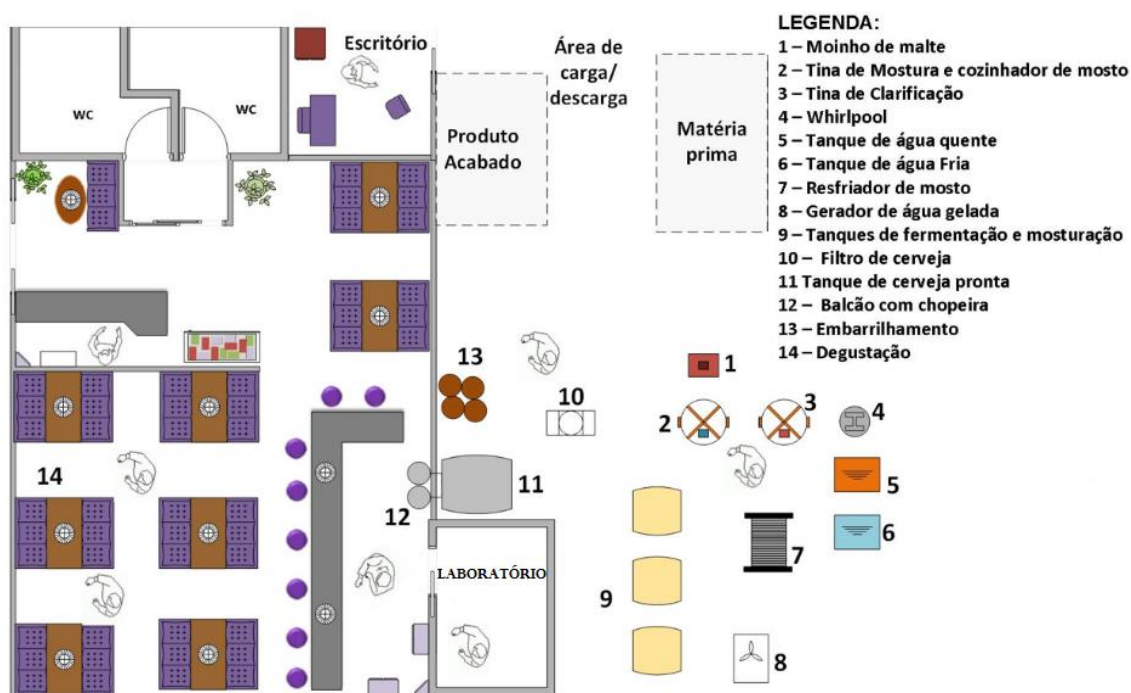 WC
WC
Escritório
Área de
carga/
descarga
Produto
Acabado
Matéria
prima
LEGENDA:
1 – Moinho de malte
2 – Tina de Mostura e cozinhador de mosto
3 – Tina de Clarificação
4 – Whirlpool
5 – Tanque de água quente
6 – Tanque de água Fria
7 – Resfriador de mosto
8 – Gerador de água gelada
9 – Tanques de fermentação e mosturação
10 – Filtro de cerveja
11 Tanque de cerveja pronta
12 – Balcão com chopeira
13 – Embarrilhamento
14 – Degustação
13
10
1
2
3
4
14
11
5
12
6
LABORATÓRIO
7
9
8